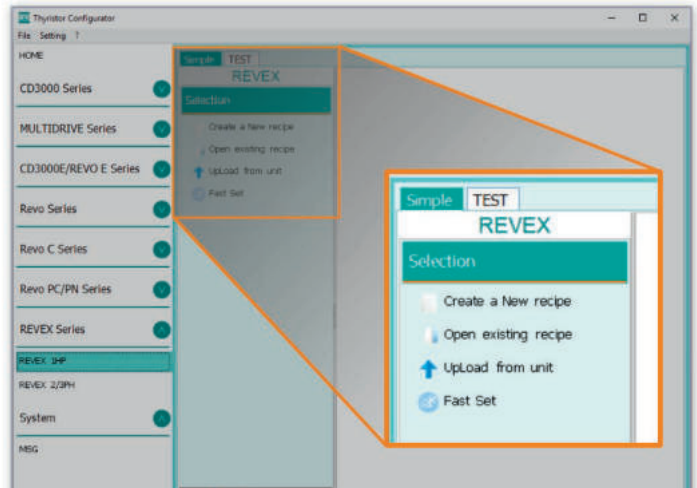 Thyristor Configurator
File Setting ?
HOME
CD3000 Series
MULTIDRIVE Series
CD3000E/REVO E Series
Revo Series
Revo C Series
Revo PC/PN Series
REVEX Series
REVEX 1HP
REVEX 2/3PH
System
MSG
Simple TEST
REVEX
Selection
Create a New recipe
Open existing recipe
UpLoad from unit
Fast Set
Simple TEST
REVEX
Selection
Create a New recipe
Open existing recipe
UpLoad from unit
Fast Set